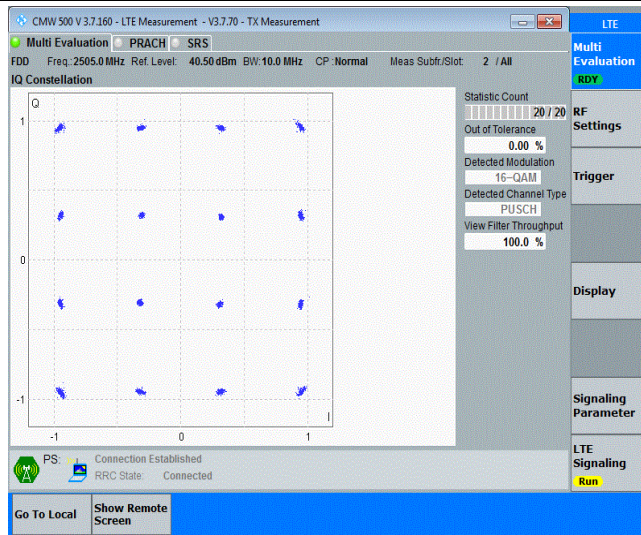 CMW 500 V 3.7.160 - LTE Measurement - V3.7.70 - TX Measurement
LTE
Multi Evaluation PRACH SRS
FDD Freq.:2505.0 MHz Ref. Level: 40.50 dBm BW:10.0 MHz CP :Normal Meas Subfr./Slot: 2 / All
IQ Constellation
Q
1
0
-1
I
-1 0 1
Statistic Count
20 / 20
Out of Tolerance
0.00 %
Detected Modulation
16-QAM
Detected Channel Type
PUSCH
View Filter Throughput
100.0 %
PS: Connection Established
RRC State: Connected
Multi
Evaluation
RDY
RF
Settings
Trigger
Display
Signaling
Parameter
LTE
Signaling
Run
Go To Local
Show Remote
Screen